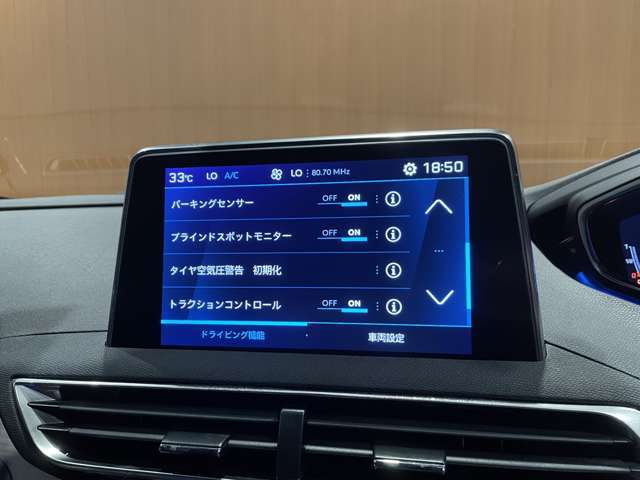 33℃ LO A/C LO 80.70 MHz 18:50
パーキングセンサー OFF ON
ブラインドスポットモニター OFF ON
タイヤ空気圧警告 初期化
トラクションコントロール OFF ON
ドライビング機能 車両設定